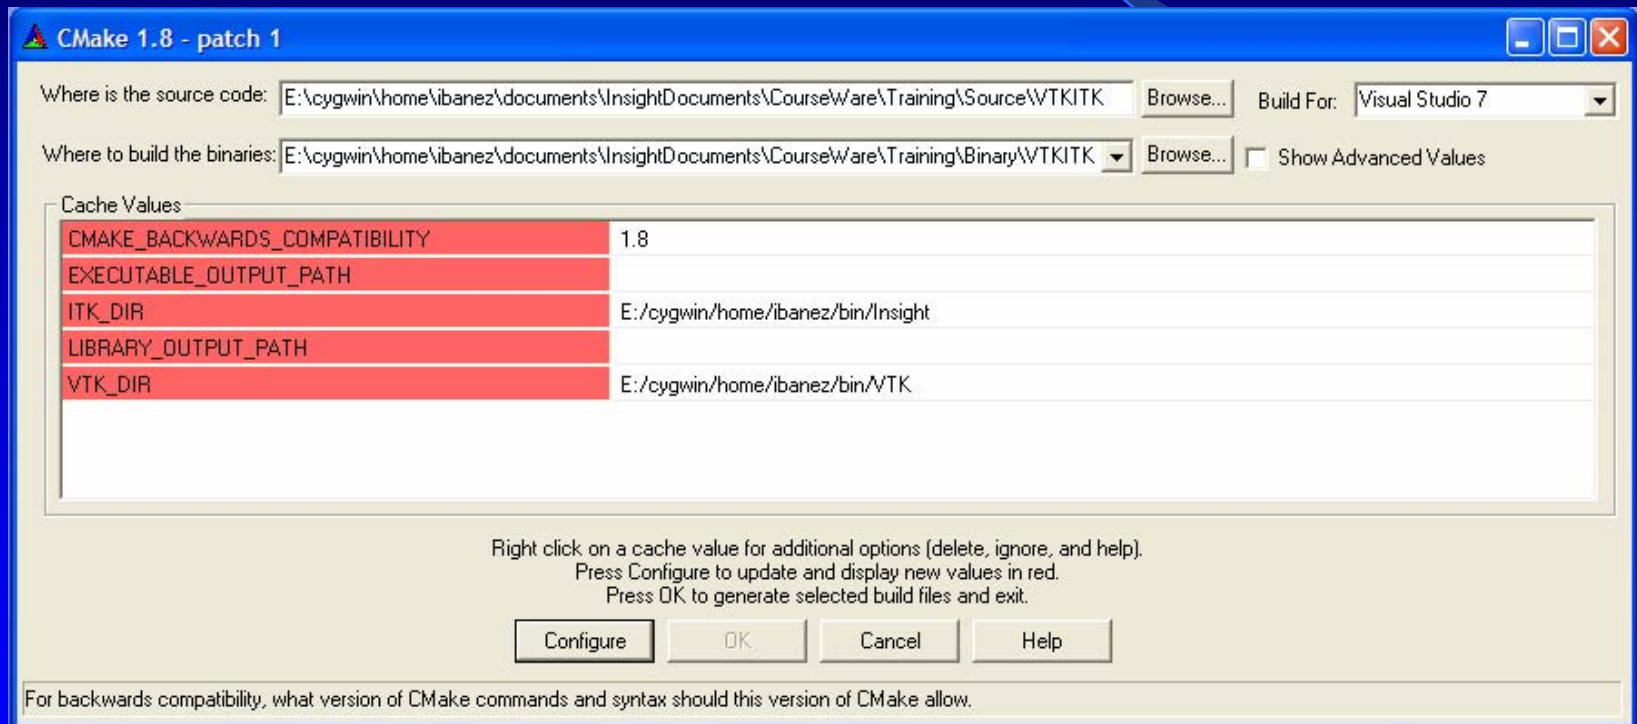 CMake 1.8 - patch 1
Where is the source code: E:\cygwin\home\ibanez\documents\InsightDocuments\CourseWare\Training\Source\VTKITK Browse... Build For: Visual Studio 7
Where to build the binaries: E:\cygwin\home\ibanez\documents\InsightDocuments\CourseWare\Training\Binary\VTKITK Browse... Show Advanced Values
Cache Values
CMAKE_BACKWARDS_COMPATIBILITY 1.8
EXECUTABLE_OUTPUT_PATH
ITK_DIR E:/cygwin/home/ibanez/bin/Insight
LIBRARY_OUTPUT_PATH
VTK_DIR E:/cygwin/home/ibanez/bin/VTK
Right click on a cache value for additional options (delete, ignore, and help).
Press Configure to update and display new values in red.
Press OK to generate selected build files and exit.
Configure OK Cancel Help
For backwards compatibility, what version of CMake commands and syntax should this version of CMake allow.